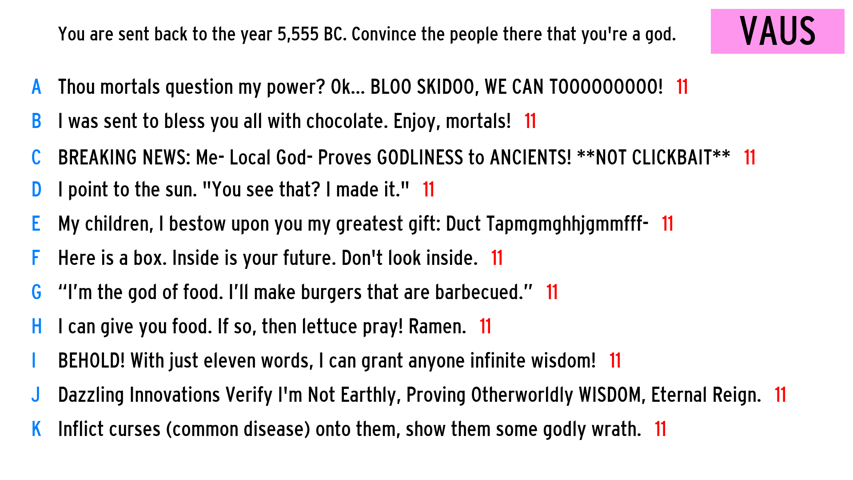 You are sent back to the year 5,555 BC. Convince the people there that you're a god.
VAUS
A Thou mortals question my power? Ok... BLOO SKIDOO, WE CAN TOOOOOOOOO! 11
B I was sent to bless you all with chocolate. Enjoy, mortals! 11
C BREAKING NEWS: Me- Local God- Proves GODLINESS to ANCIENTS! **NOT CLICKBAIT** 11
D I point to the sun. "You see that? I made it." 11
E My children, I bestow upon you my greatest gift: Duct Tapmgmghhjgmmfff- 11
F Here is a box. Inside is your future. Don't look inside. 11
G “I’m the god of food. I’ll make burgers that are barbecued.” 11
H I can give you food. If so, then lettuce pray! Ramen. 11
I BEHOLD! With just eleven words, I can grant anyone infinite wisdom! 11
J Dazzling Innovations Verify I'm Not Earthly, Proving Otherworldly WISDOM, Eternal Reign. 11
K Inflict curses (common disease) onto them, show them some godly wrath. 11